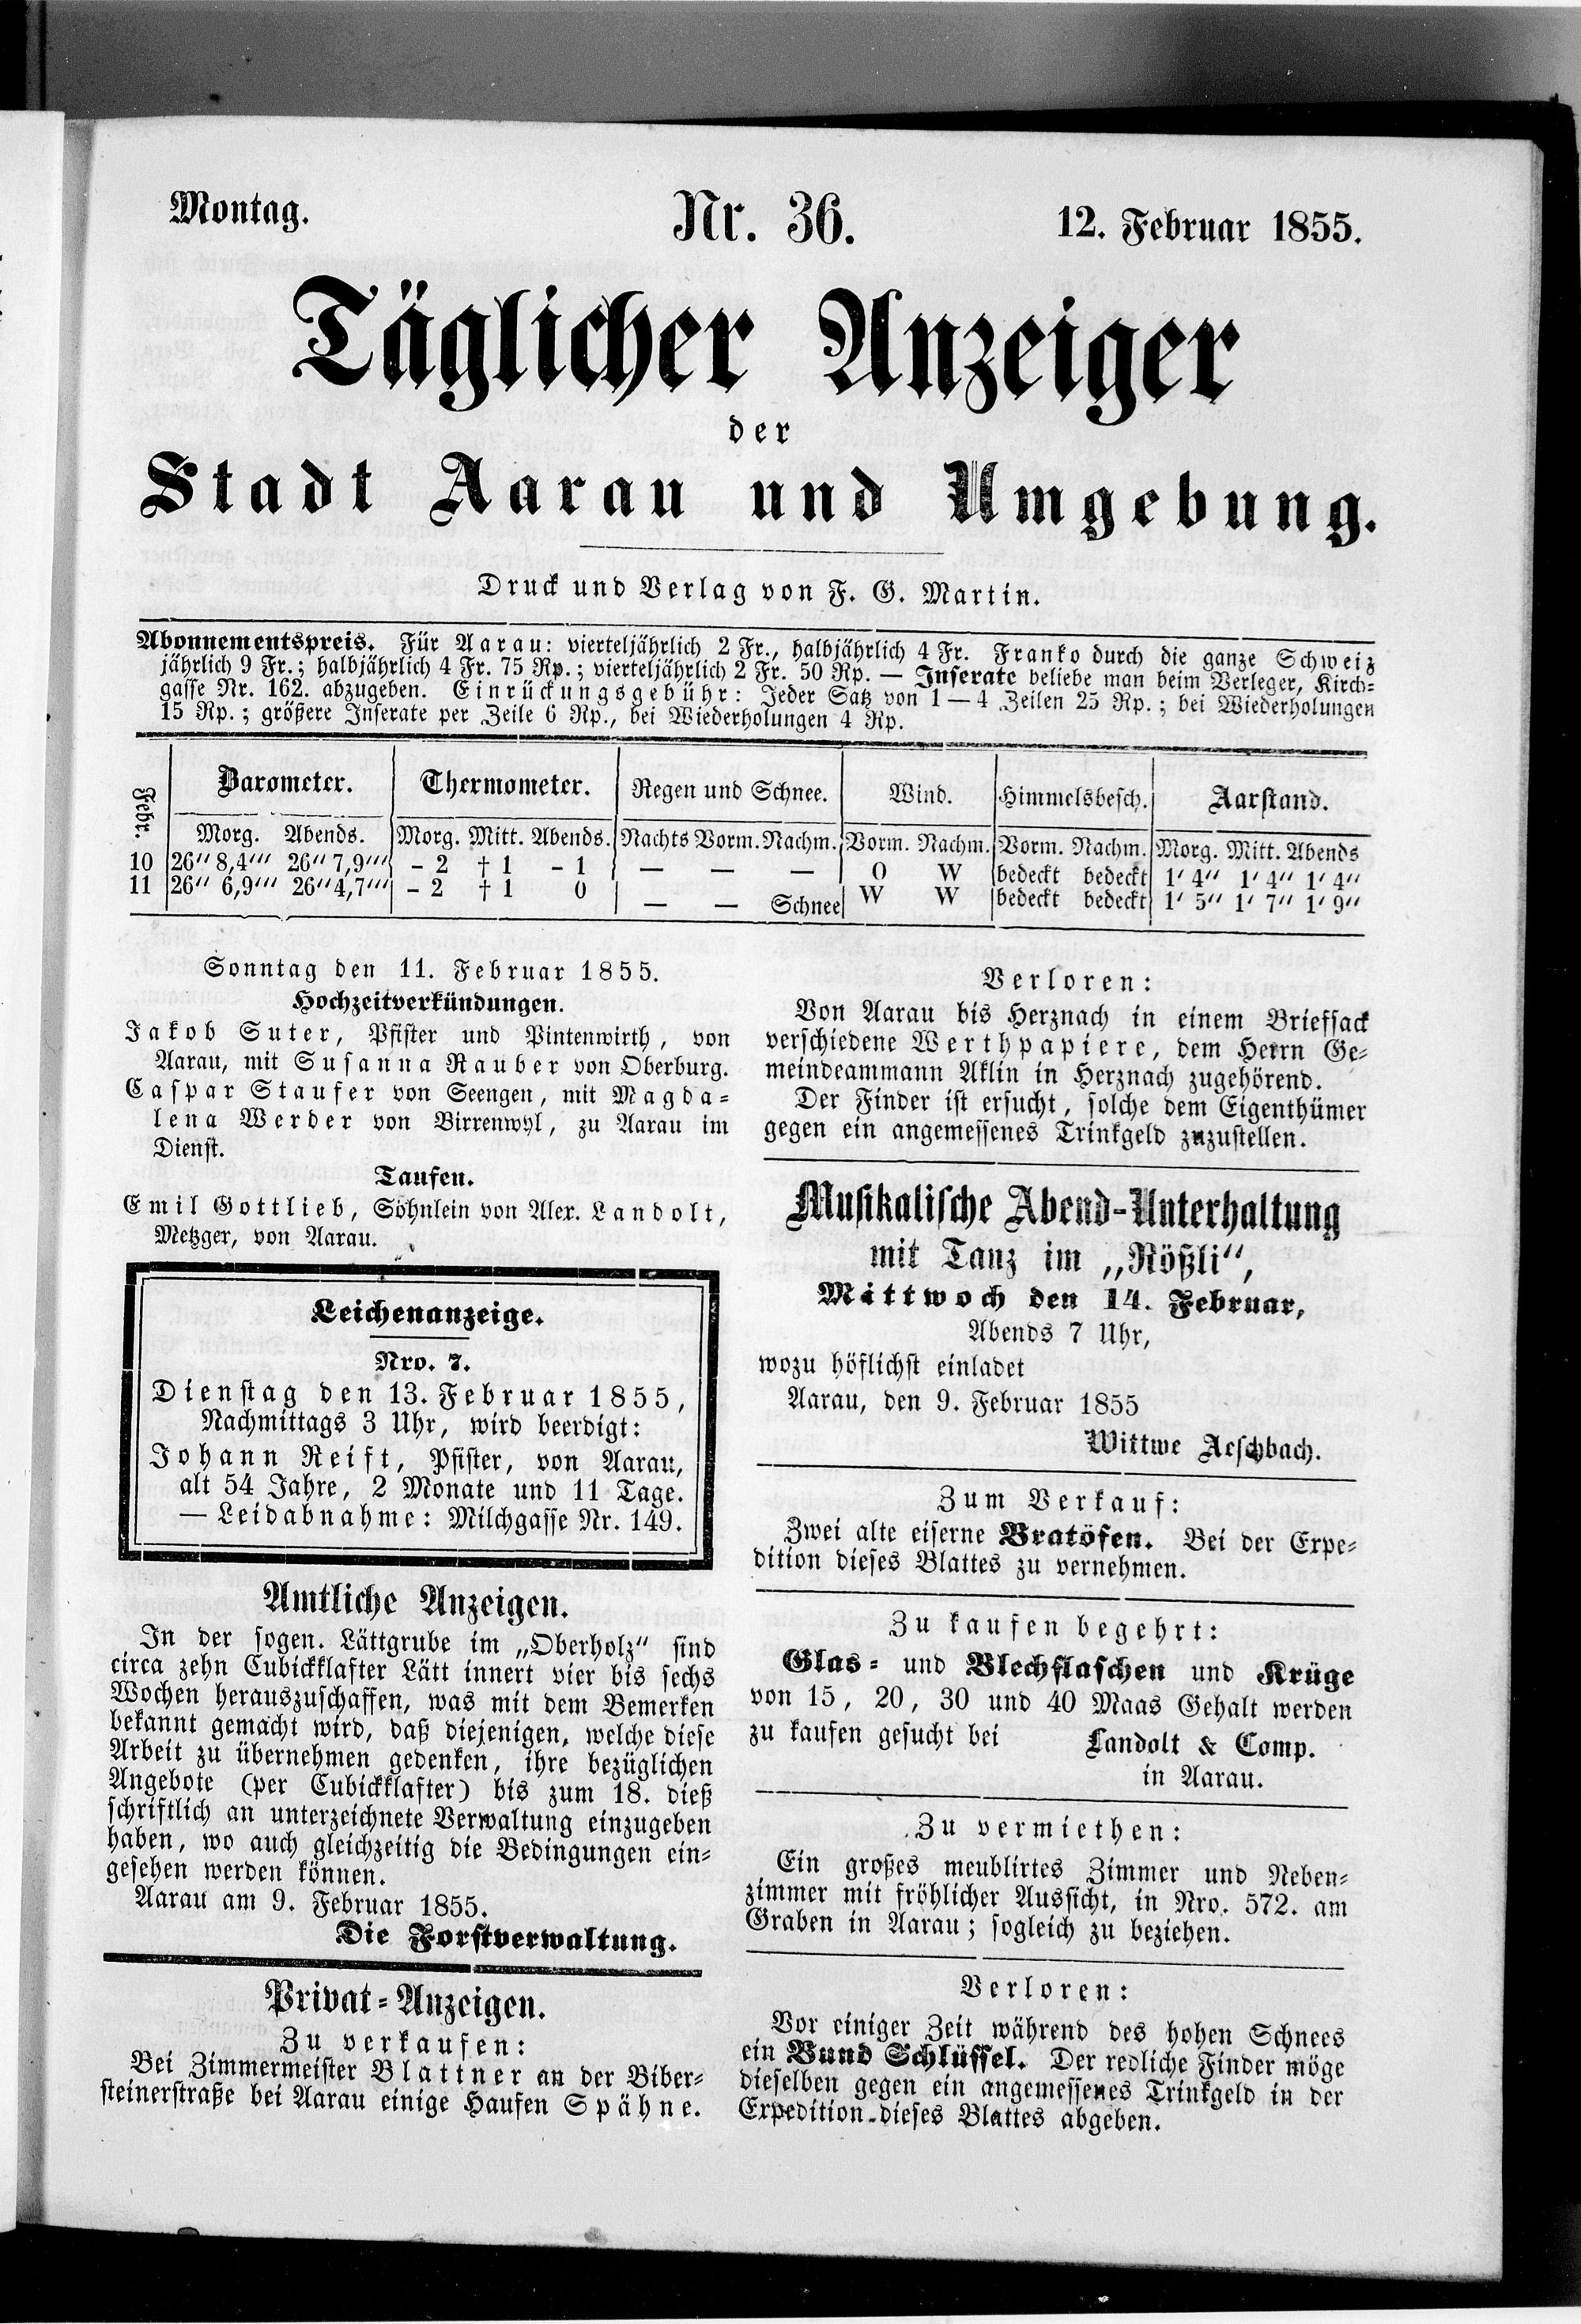 Montag.
Nr. 36.
12. Februar 1855.
Täglicher Anzeiger
der
Stadt Aarau und Umgebung.
Druck und Verlag von F. G. Martin.
Abonnementspreis. Für Aarau: vierteljährlich 2 Fr., halbjährlich 4 Fr. Franko durch die ganze Schweiz
jährlich 9 Fr.; halbjährlich 4 Fr. 75 Rp.; vierteljährlich 2 Fr. 50 Rp. — Inserate beliebe man beim Verleger, Kirch-
gasse Nr. 162. abzugeben. Einrückungsgebühr: Jeder Satz von 1—4 Zeilen 25 Rp.; bei Wiederholungen
15 Rp.; größere Inserate per Zeile 6 Rp., bei Wiederholungen 4 Rp.
Febr. Barometer. Thermometer. Regen und Schnee. Wind. Himmelsbesch. Aarstand.
Morg. Abends. Morg. Mitt. Abends. Nachts Vorm. Nachm. Vorm. Nachm. Vorm. Nachm. Morg. Mitt. Abends
10 26" 8,4"' 26" 7,9"' - 2 † 1 - 1 — — — O W bedeckt bedeckt 1' 4" 1' 4" 1' 4"
11 26" 6,9"' 26" 4,7"' - 2 † 1 0 — — Schnee W W bedeckt bedeckt 1' 5" 1' 7" 1' 9"
Sonntag den 11. Februar 1855.
Hochzeitverkündungen.
Jakob Suter, Pfister und Pintenwirth, von
Aarau, mit Susanna Rauber von Oberburg.
Caspar Staufer von Seengen, mit Magda-
lena Werder von Birrenwyl, zu Aarau im
Dienst.
Taufen.
Emil Gottlieb, Söhnlein von Alex. Landolt,
Metzger, von Aarau.
Leichenanzeige.
Nro. 7.
Dienstag den 13. Februar 1855,
Nachmittags 3 Uhr, wird beerdigt:
Johann Reift, Pfister, von Aarau,
alt 54 Jahre, 2 Monate und 11 Tage.
— Leidabnahme: Milchgasse Nr. 149.
Amtliche Anzeigen.
In der sogen. Lättgrube im „Oberholz“ sind
circa zehn Cubickklafter Lätt innert vier bis sechs
Wochen herauszuschaffen, was mit dem Bemerken
bekannt gemacht wird, daß diejenigen, welche diese
Arbeit zu übernehmen gedenken, ihre bezüglichen
Angebote (per Cubickklafter) bis zum 18. dieß
schriftlich an unterzeichnete Verwaltung einzugeben
haben, wo auch gleichzeitig die Bedingungen ein-
gesehen werden können.
Aarau am 9. Februar 1855.
Die Forstverwaltung.
Privat-Anzeigen.
Zu verkaufen:
Bei Zimmermeister Blattner an der Biber-
steinerstraße bei Aarau einige Haufen Spähne.
Verloren:
Von Aarau bis Herznach in einem Briefsack
verschiedene Werthpapiere, dem Herrn Ge-
meindeammann Aklin in Herznach zugehörend.
Der Finder ist ersucht, solche dem Eigenthümer
gegen ein angemessenes Trinkgeld zuzustellen.
Musikalische Abend-Unterhaltung
mit Tanz im „Rößli“,
Mittwoch den 14. Februar,
Abends 7 Uhr,
wozu höflichst einladet
Aarau, den 9. Februar 1855
Wittwe Aeschbach.
Zum Verkauf:
Zwei alte eiserne Bratöfen. Bei der Expe-
dition dieses Blattes zu vernehmen.
Zu kaufen begehrt:
Glas- und Blechflaschen und Krüge
von 15, 20, 30 und 40 Maas Gehalt werden
zu kaufen gesucht bei Landolt & Comp.
in Aarau.
Zu vermiethen:
Ein großes meublirtes Zimmer und Neben-
zimmer mit fröhlicher Aussicht, in Nro. 572. am
Graben in Aarau; sogleich zu beziehen.
Verloren:
Vor einiger Zeit während des hohen Schnees
ein Bund Schlüssel. Der redliche Finder möge
dieselben gegen ein angemessenes Trinkgeld in der
Expedition dieses Blattes abgeben.